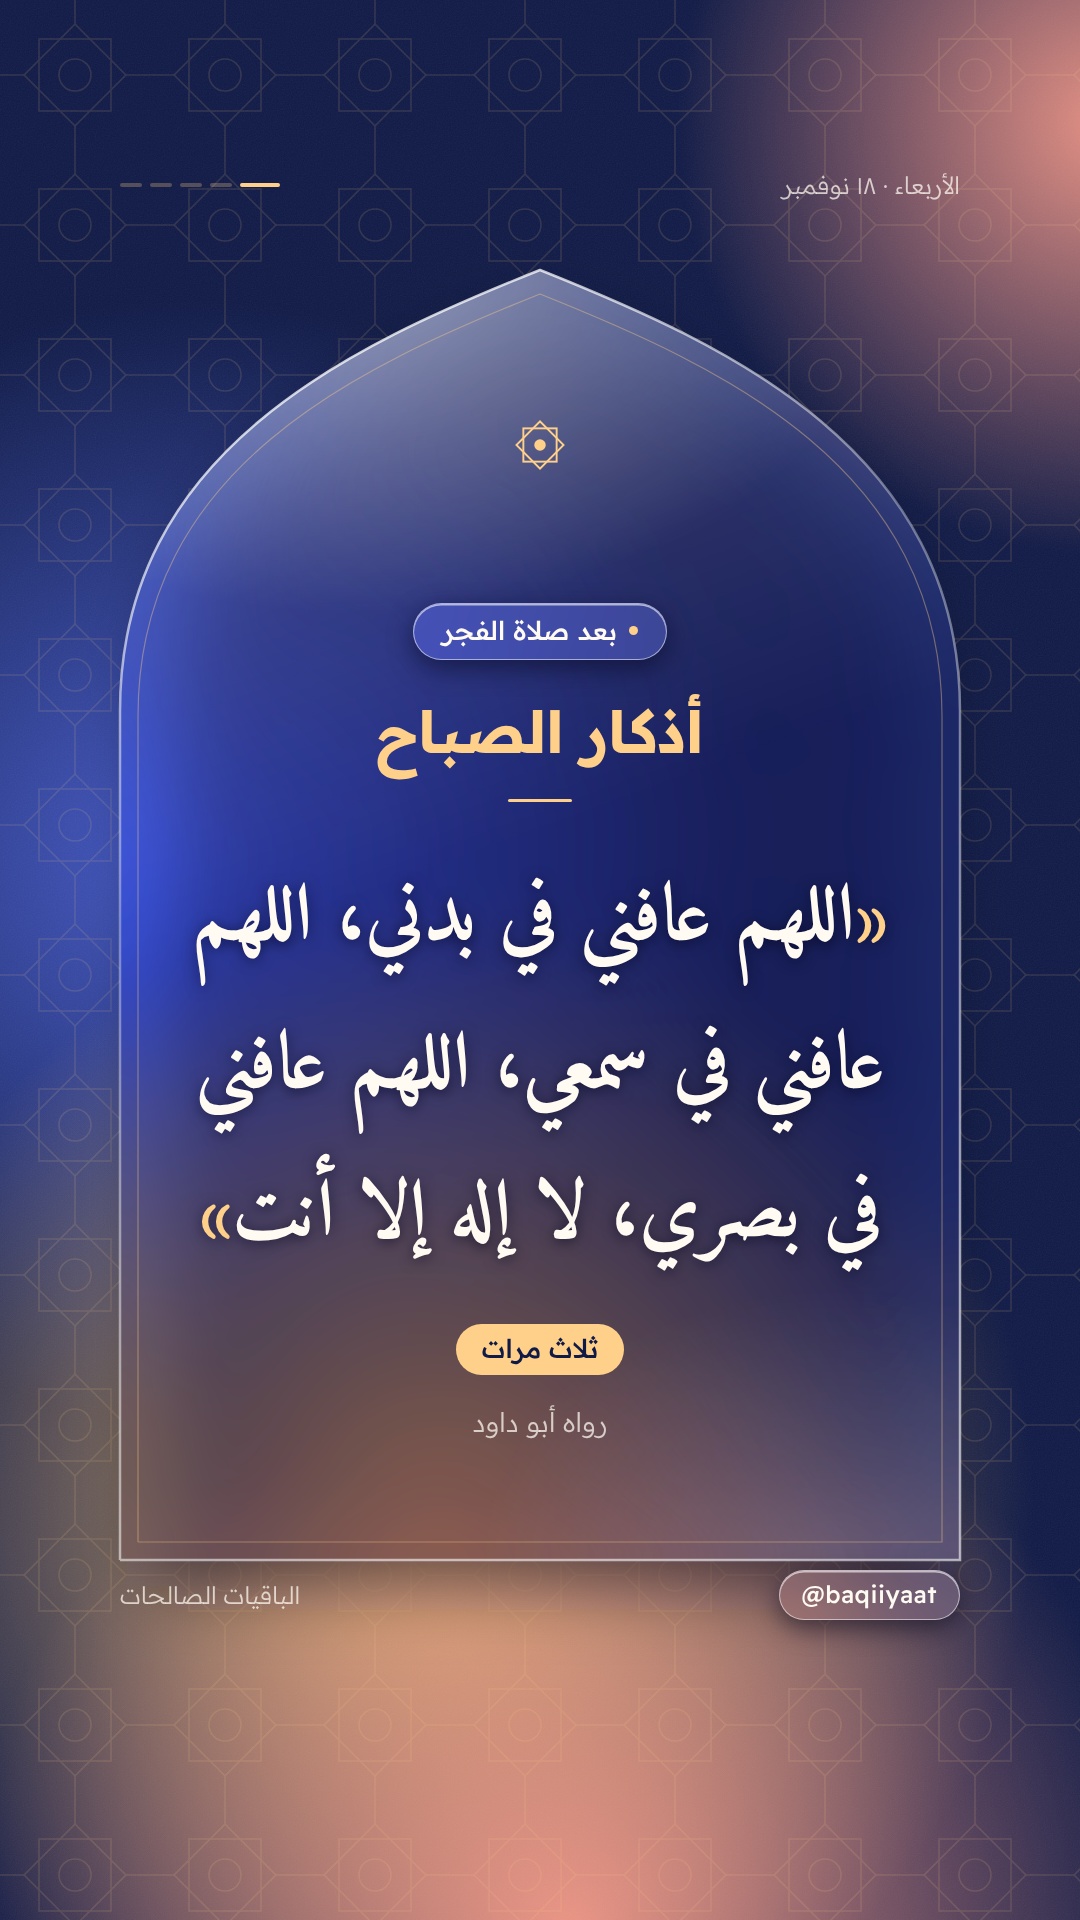 الأربعاء · ١٨ نوفمبر
بعد صلاة الفجر
أذكار الصباح
«اللهم عافني في بدني، اللهم
عافني في سمعي، اللهم عافني
في بصري، لا إله إلا أنت»
ثلاث مرات
رواه أبو داود
@baqiiyaat
الباقيات الصالحات